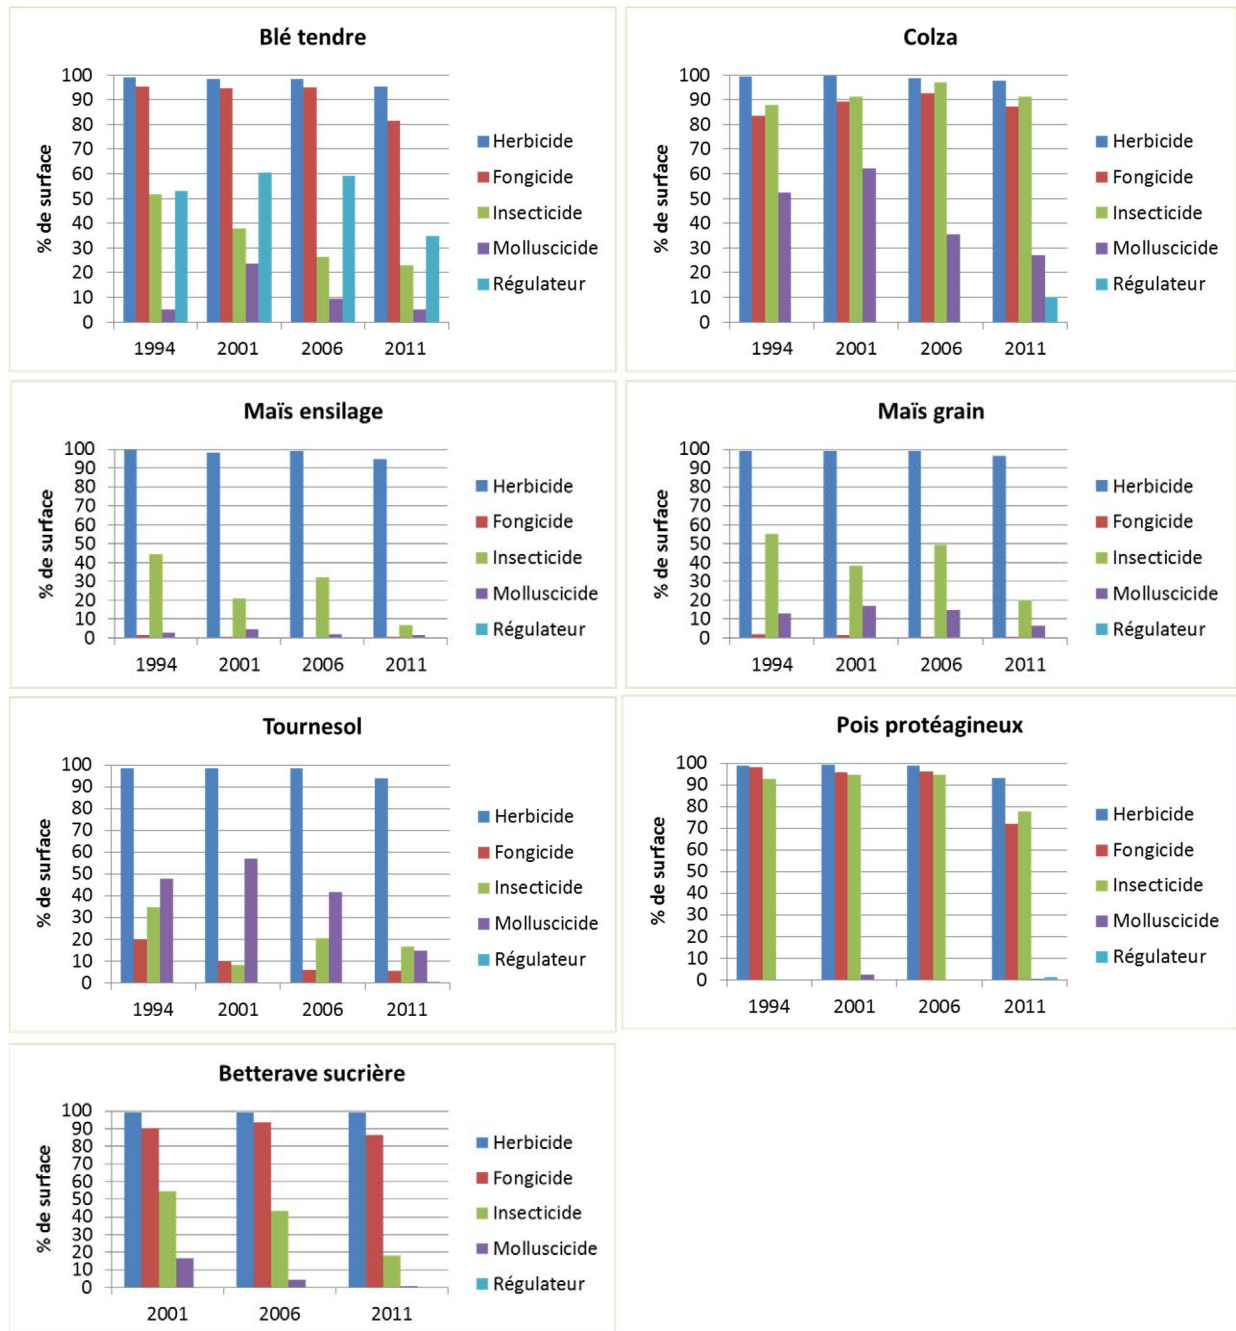 Blé tendre
% de surface
100
90
80
70
60
50
40
30
20
10
0
1994 2001 2006 2011
Herbicide
Fongicide
Insecticide
Molluscicide
Régulateur
Colza
% de surface
100
90
80
70
60
50
40
30
20
10
0
1994 2001 2006 2011
Herbicide
Fongicide
Insecticide
Molluscicide
Régulateur
Maïs ensilage
% de surface
100
90
80
70
60
50
40
30
20
10
0
1994 2001 2006 2011
Herbicide
Fongicide
Insecticide
Molluscicide
Régulateur
Maïs grain
% de surface
100
90
80
70
60
50
40
30
20
10
0
1994 2001 2006 2011
Herbicide
Fongicide
Insecticide
Molluscicide
Régulateur
Tournesol
% de surface
100
90
80
70
60
50
40
30
20
10
0
1994 2001 2006 2011
Herbicide
Fongicide
Insecticide
Molluscicide
Régulateur
Pois protéagineux
% de surface
100
90
80
70
60
50
40
30
20
10
0
1994 2001 2006 2011
Herbicide
Fongicide
Insecticide
Molluscicide
Régulateur
Betterave sucrière
% de surface
100
90
80
70
60
50
40
30
20
10
0
2001 2006 2011
Herbicide
Fongicide
Insecticide
Molluscicide
Régulateur